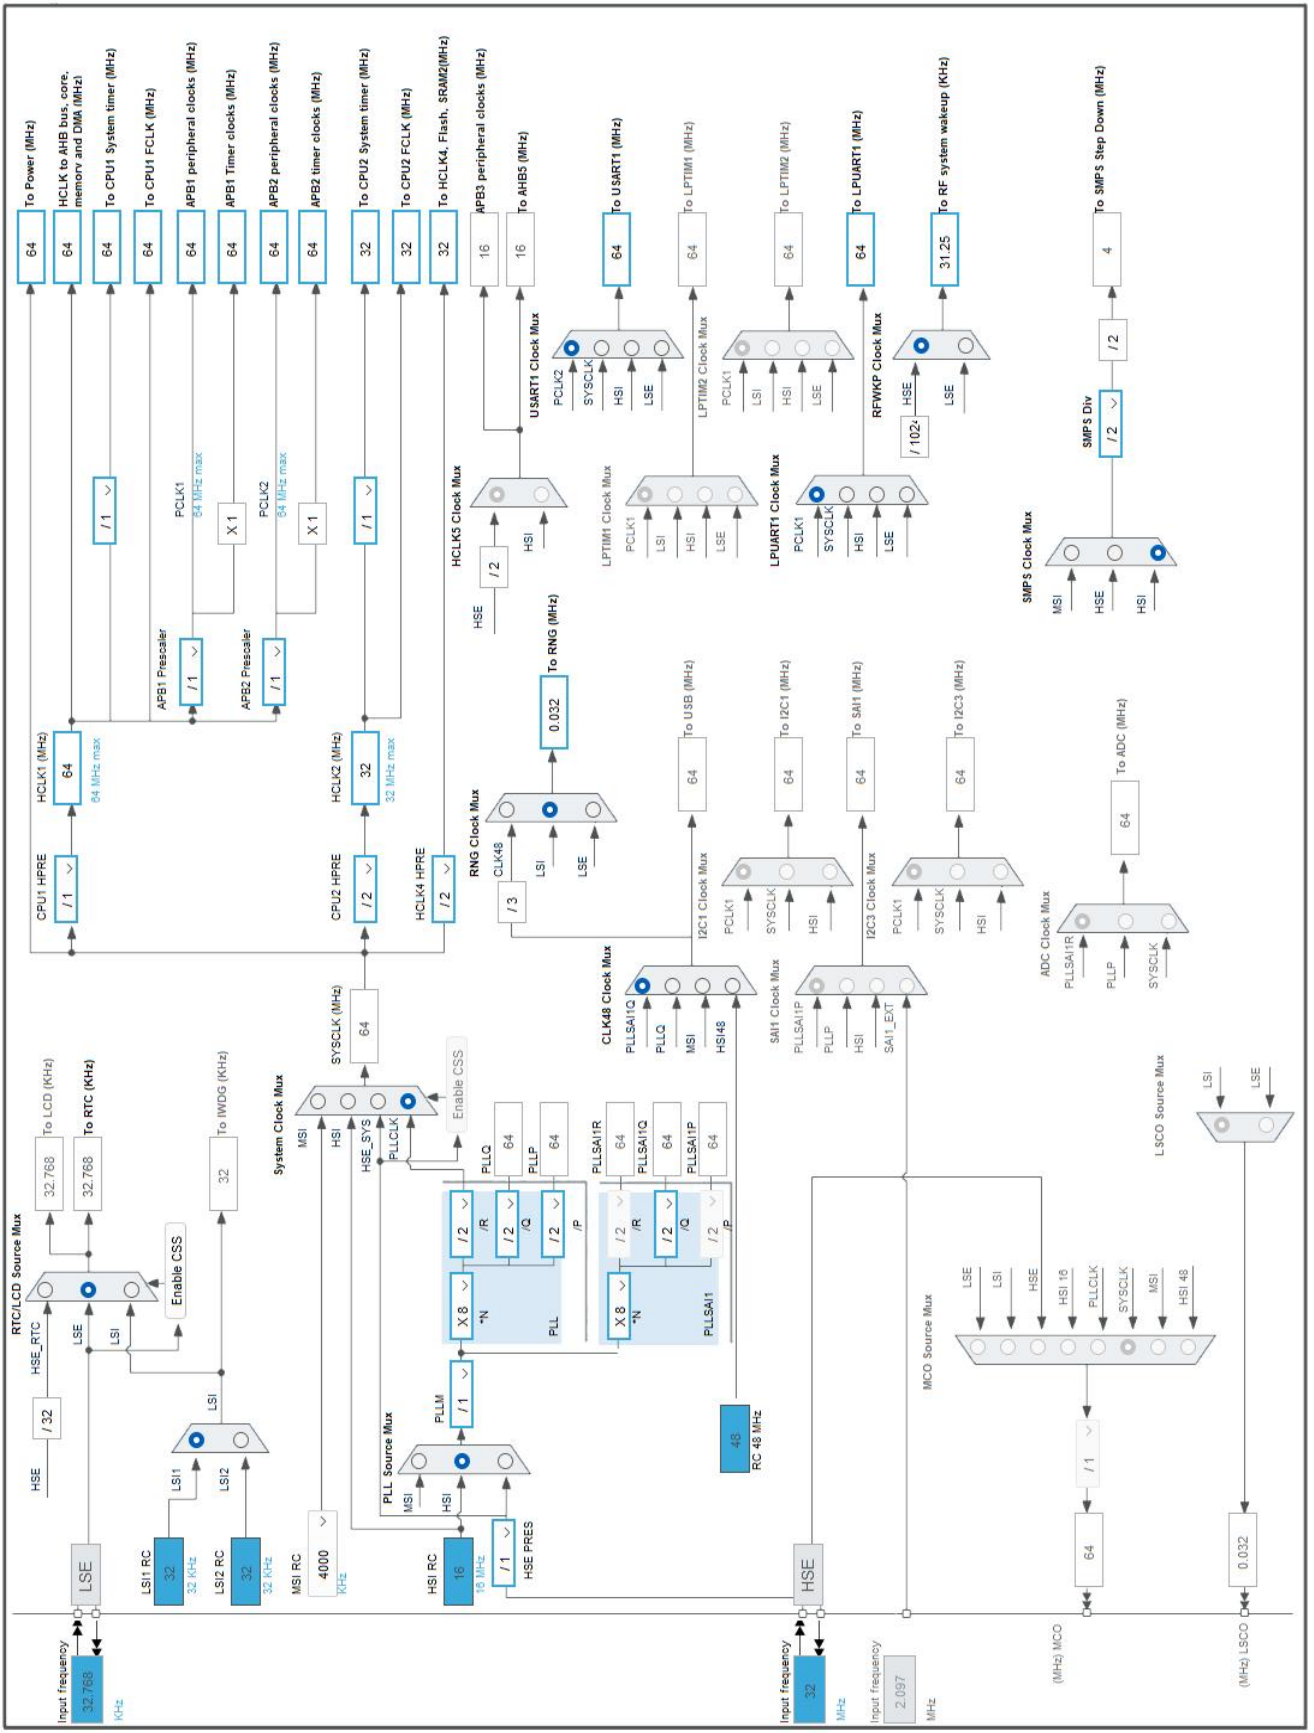 RTC/LCD Source Mux
HSE
/ 32
HSE_RTC
To LCD (KHz)
32.768
Input frequency
32.768
KHz
LSE
LSE
32.768
To RTC (KHz)
LSI
Enable CSS
LSI1 RC
32
32 KHz
LSI1
LSI2
LSI2 RC
32
32 KHz
LSI
32
To IWDG (KHz)
System Clock Mux
MSI RC
4000
KHz
MSI
HSI
HSE_SYS
PLLCLK
Enable CSS
SYSCLK (MHz)
64
PLL Source Mux
MSI
HSI
HSI RC
16
16 MHz
/ 1
HSE PRES
PLLM
/ 1
X 8
*N
PLL
/ 2
/R
/ 2
/Q
/ 2
/P
PLLQ
64
PLLP
64
X 8
*N
PLLSAI1
/ 2
/R
/ 2
/Q
/ 2
/P
PLLSAI1R
64
PLLSAI1Q
64
PLLSAI1P
64
48
RC 48 MHz
CPU1 HPRE
/ 1
HCLK1 (MHz)
64
64 MHz max
CPU2 HPRE
/ 2
HCLK2 (MHz)
32
32 MHz max
HCLK4 HPRE
/ 2
APB1 Prescaler
/ 1
PCLK1
64 MHz max
X 1
APB2 Prescaler
/ 1
PCLK2
64 MHz max
X 1
/ 1
/ 1
64
To Power (MHz)
64
HCLK to AHB bus, core,
memory and DMA (MHz)
64
To CPU1 System timer (MHz)
64
To CPU1 FCLK (MHz)
64
APB1 peripheral clocks (MHz)
64
APB1 Timer clocks (MHz)
64
APB2 peripheral clocks (MHz)
64
APB2 timer clocks (MHz)
32
To CPU2 System timer (MHz)
32
To CPU2 FCLK (MHz)
32
To HCLK4, Flash, SRAM2(MHz)
16
APB3 peripheral clocks (MHz)
16
To AHB5 (MHz)
HCLK5 Clock Mux
HSE
/ 2
HSI
RNG Clock Mux
/ 3
CLK48
LSI
LSE
0.032
To RNG (MHz)
USART1 Clock Mux
PCLK2
SYSCLK
HSI
LSE
64
To USART1 (MHz)
CLK48 Clock Mux
PLLSAI1Q
PLLQ
MSI
HSI48
64
To USB (MHz)
LPTIM1 Clock Mux
PCLK1
LSI
HSI
LSE
64
To LPTIM1 (MHz)
I2C1 Clock Mux
PCLK1
SYSCLK
HSI
64
To I2C1 (MHz)
LPTIM2 Clock Mux
PCLK1
LSI
HSI
LSE
64
To LPTIM2 (MHz)
SAI1 Clock Mux
PLLSAI1P
PLLP
HSI
SAI1_EXT
64
To SAI1 (MHz)
LPUART1 Clock Mux
PCLK1
SYSCLK
HSI
LSE
64
To LPUART1 (MHz)
I2C3 Clock Mux
PCLK1
SYSCLK
HSI
64
To I2C3 (MHz)
RFWKP Clock Mux
/ 102
HSE
LSE
31.25
To RF system wakeup (KHz)
Input frequency
32
MHz
HSE
Input frequency
2.097
MHz
MCO Source Mux
LSE
LSI
HSE
HSI 16
PLLCLK
SYSCLK
MSI
HSI 48
/ 1
64
(MHz) MCO
ADC Clock Mux
PLLSAI1R
PLLP
SYSCLK
64
To ADC (MHz)
SMPS Clock Mux
MSI
HSE
HSI
SMPS Div
/ 2
/ 2
4
To SMPS Step Down (MHz)
LSCO Source Mux
LSI
LSE
0.032
(MHz) LSCO